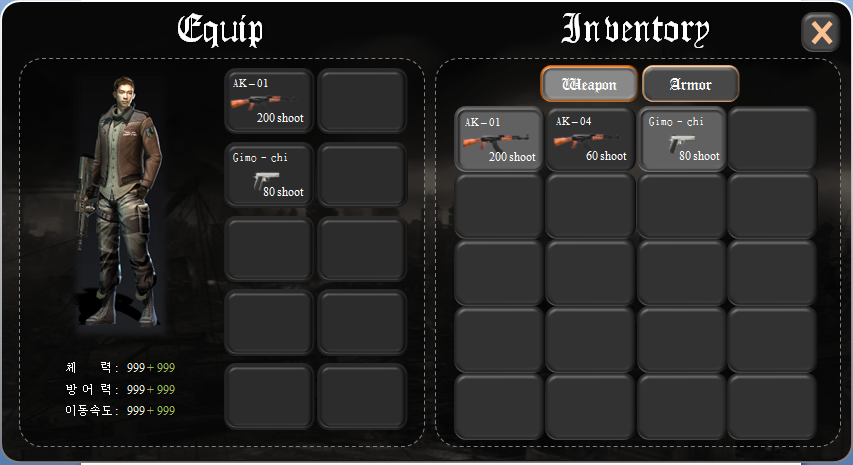 Equip
AK-01
200 shoot
Gimo - chi
80 shoot
체 력 : 999+999
방 어 력 : 999+999
이동속도 : 999+999
Inventory
Weapon
Armor
AK-01
200 shoot
AK-04
60 shoot
Gimo - chi
80 shoot